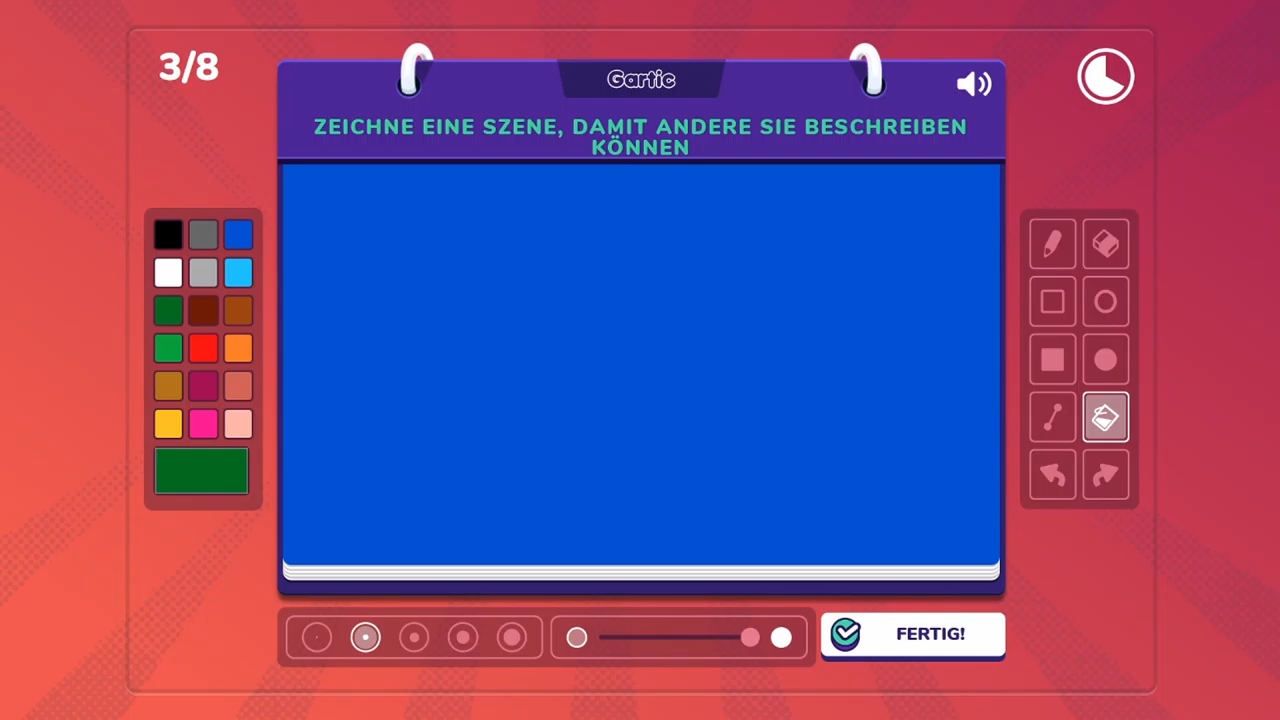 3/8
Gartic
ZEICHNE EINE SZENE, DAMIT ANDERE SIE BESCHREIBEN
KÖNNEN
FERTIG!